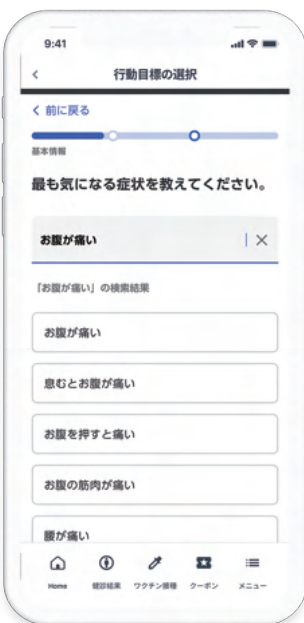 9:41
行動目標の選択
前に戻る
基本情報
最も気になる症状を教えてください。
お腹が痛い
「お腹が痛い」の検索結果
お腹が痛い
息むとお腹が痛い
お腹を押すと痛い
お腹の筋肉が痛い
腰が痛い
Home 健診結果 ワクチン接種 クーポン メニュー